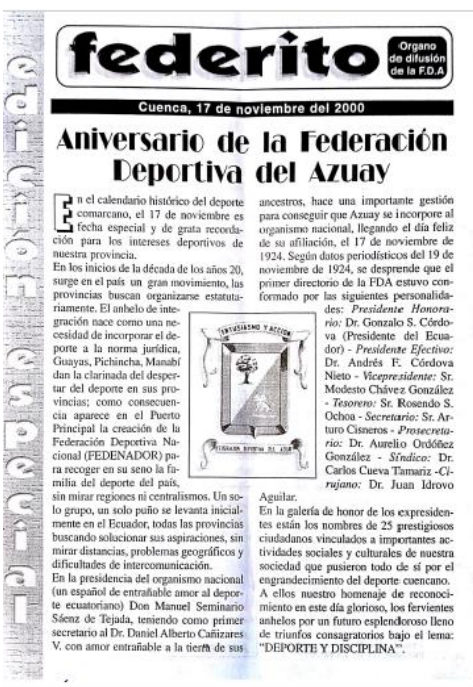 edición especial
federito
Organo
de difusión
de la F.D.A
Cuenca, 17 de noviembre del 2000
Aniversario de la Federación
Deportiva del Azuay
En el calendario histórico del deporte
comarcano, el 17 de noviembre es
fecha especial y de grata recorda-
ción para los intereses deportivos de
nuestra provincia.
En los inicios de la década de los años 20,
surge en el país un gran movimiento, las
provincias buscan organizarse estatuta-
riamente. El anhelo de inte-
gración nace como una ne-
cesidad de incorporar el de-
porte a la norma jurídica,
Guayas, Pichincha, Manabí
dan la clarinada del desper-
tar del deporte en sus pro-
vincias; como consecuen-
cia aparece en el Puerto
Principal la creación de la
Federación Deportiva Na-
cional (FEDENADOR) pa-
ra recoger en su seno la fa-
milia del deporte del país,
sin mirar regiones ni centralismos. Un so-
lo grupo, un solo puño se levanta inicial-
mente en el Ecuador, todas las provincias
buscando solucionar sus aspiraciones, sin
mirar distancias, problemas geográficos y
dificultades de intercomunicación.
En la presidencia del organismo nacional
(un español de entrañable amor al depor-
te ecuatoriano) Don Manuel Seminario
Sáenz de Tejada, teniendo como primer
secretario al Dr. Daniel Alberto Cañizares
V. con amor entrañable a la tierra de sus
ENTUSIASMO Y ACCION
FEDERACION DEPORTIVA DEL AZUAY
ancestros, hace una importante gestión
para conseguir que Azuay se incorpore al
organismo nacional, llegando el día feliz
de su afiliación, el 17 de noviembre de
1924. Según datos periodísticos del 19 de
noviembre de 1924, se desprende que el
primer directorio de la FDA estuvo con-
formado por las siguientes personalida-
des: Presidente Honora-
rio: Dr. Gonzalo S. Córdo-
va (Presidente del Ecua-
dor) - Presidente Efectivo:
Dr. Andrés F. Córdova
Nieto - Vicepresidente: Sr.
Modesto Chávez González
- Tesorero: Sr. Rosendo S.
Ochoa - Secretario: Sr. Ar-
turo Cisneros - Prosecreta-
rio: Dr. Aurelio Ordóñez
González - Síndico: Dr.
Carlos Cueva Tamariz -Ci-
rujano: Dr. Juan Idrovo
Aguilar.
En la galería de honor de los expresiden-
tes están los nombres de 25 prestigiosos
ciudadanos vinculados a importantes ac-
tividades sociales y culturales de nuestra
sociedad que pusieron todo de sí por el
engrandecimiento del deporte cuencano.
A ellos nuestro homenaje de reconoci-
miento en este día glorioso, los fervientes
anhelos por un futuro esplendoroso lleno
de triunfos consagratorios bajo el lema:
"DEPORTE Y DISCIPLINA".